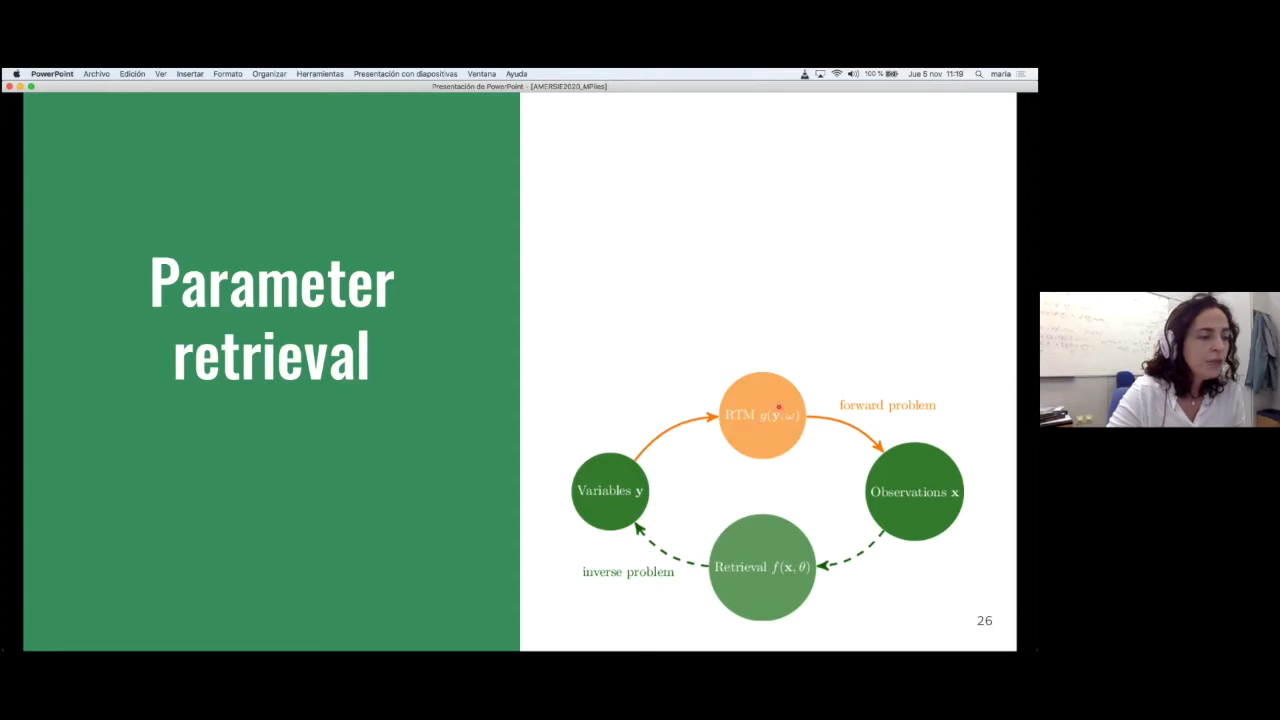 PowerPoint Archivo Edición Ver Insertar Formato Organizar Herramientas Presentación con diapositivas Ventana Ayuda 100 % Jue 5 nov 11:19 maria
Presentación de PowerPoint - [AMERSIE2020_MPiles]
Parameter
retrieval
RTM g(y, ω)
forward problem
Variables y
Observations x
Retrieval f(x, θ)
inverse problem
26